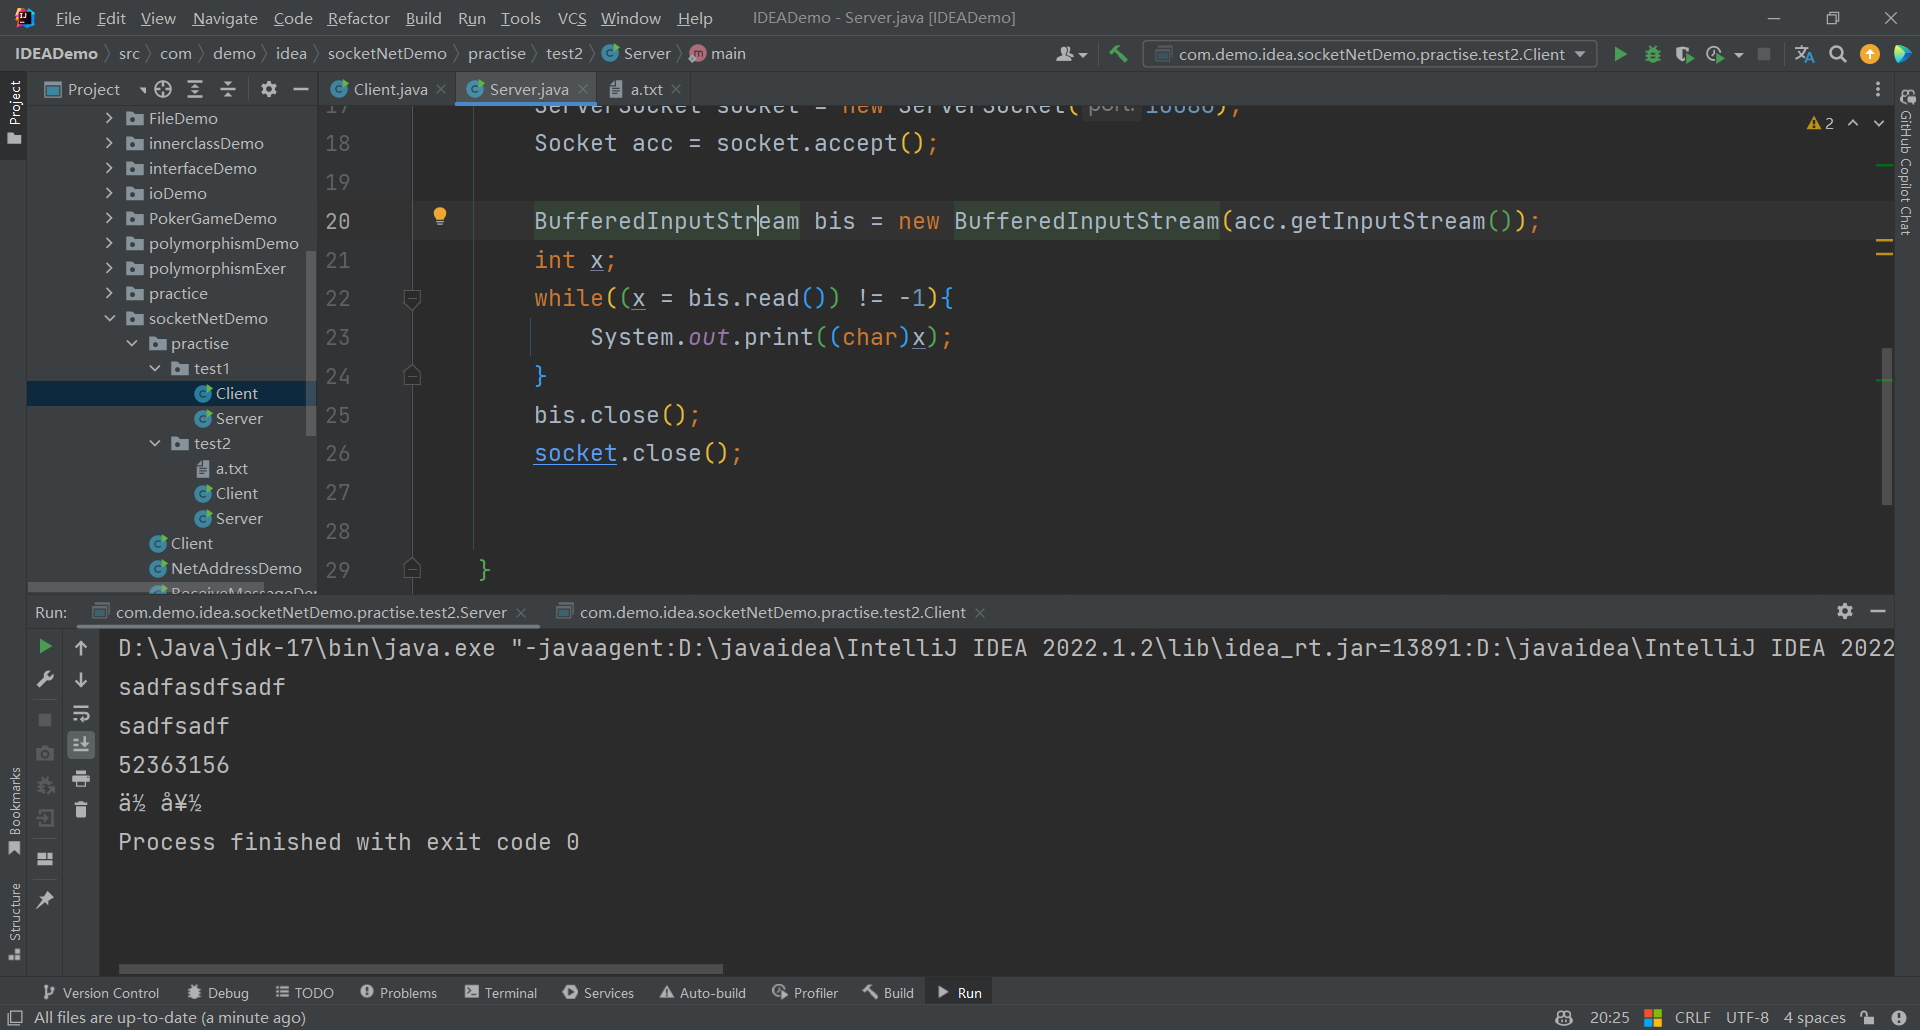 File Edit View Navigate Code Refactor Build Run Tools VCS Window Help IDEADemo - Server.java [IDEADemo]
IDEADemo src com demo idea socketNetDemo practise test2 Server main com.demo.idea.socketNetDemo.practise.test2.Client
Project
Project
Client.java Server.java a.txt
FileDemo
innerclassDemo
interfaceDemo
ioDemo
PokerGameDemo
polymorphismDemo
polymorphismExer
practice
socketNetDemo
practise
test1
Client
Server
test2
a.txt
Client
Server
Client
NetAddressDemo
17 ServerSocket socket = new ServerSocket( port: 10086);
18 Socket acc = socket.accept();
19
20 BufferedInputStream bis = new BufferedInputStream(acc.getInputStream());
21 int x;
22 while((x = bis.read()) != -1){
23 System.out.print((char)x);
24 }
25 bis.close();
26 socket.close();
27
28
29 }
2
GitHub Copilot Chat
Run: com.demo.idea.socketNetDemo.practise.test2.Server com.demo.idea.socketNetDemo.practise.test2.Client
D:\Java\jdk-17\bin\java.exe "-javaagent:D:\javaidea\IntelliJ IDEA 2022.1.2\lib\idea_rt.jar=13891:D:\javaidea\IntelliJ IDEA 2022
sadfasdfsadf
sadfsadf
52363156
ä½ å¥½
Process finished with exit code 0
Bookmarks
Structure
Version Control Debug TODO Problems Terminal Services Auto-build Profiler Build Run
All files are up-to-date (a minute ago) 20:25 CRLF UTF-8 4 spaces